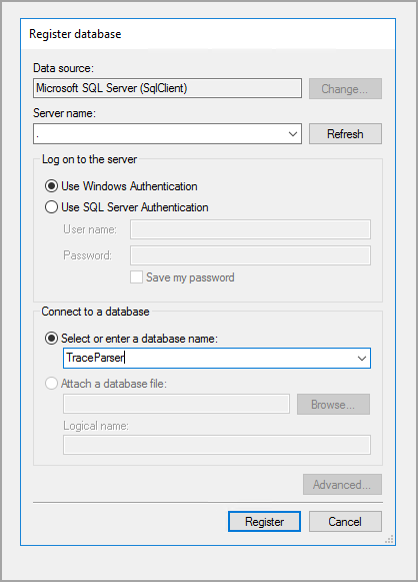 Register database
Data source:
Microsoft SQL Server (SqlClient)
Change...
Server name:
.
Refresh
Log on to the server
Use Windows Authentication
Use SQL Server Authentication
User name:
Password:
Save my password
Connect to a database
Select or enter a database name:
TraceParser
Attach a database file:
Browse...
Logical name:
Advanced...
Register
Cancel